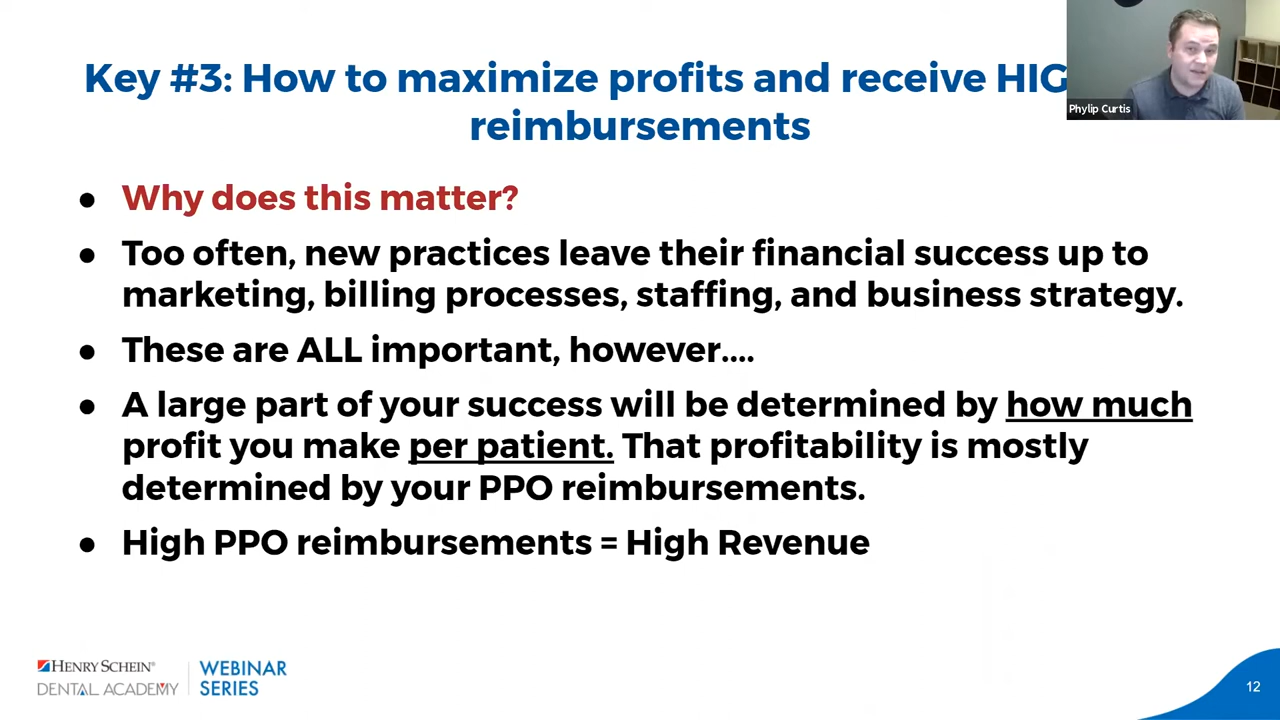 Key #3: How to maximize profits and receive
reimbursements
Phylip Curtis
● Why does this matter?
● Too often, new practices leave their financial success up to
marketing, billing processes, staffing, and business strategy.
● These are ALL important, however....
● A large part of your success will be determined by how much
profit you make per patient. That profitability is mostly
determined by your PPO reimbursements.
● High PPO reimbursements = High Revenue
HENRY SCHEIN®
DENTAL ACADEMY
WEBINAR
SERIES
12